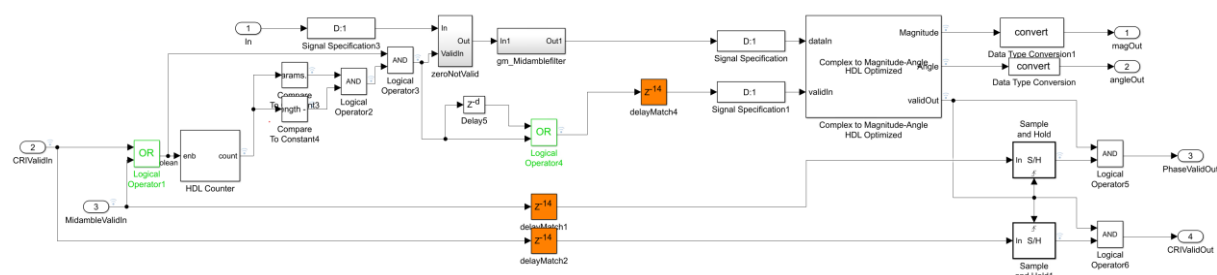 1
In
D:1
Signal Specification3
In
Out
ValidIn
zeroNotValid
In1
Out1
gm_Midamblefilter
D:1
Signal Specification
dataIn
Magnitude
Complex to Magnitude-Angle
HDL Optimized
Angle
validIn
validOut
Complex to Magnitude-Angle
HDL Optimized
convert
Data Type Conversion1
1
magOut
convert
Data Type Conversion
2
angleOut
AND
Logical
Operator3
params.
Compare
AND
Logical
Operator2
ength -
Compare
To Constant4
z-d
Delay5
OR
Logical
Operator4
z-14
delayMatch4
D:1
Signal Specification1
2
CRIValidIn
OR
Logical
Operator1
olean
enb
count
HDL Counter
3
MidambleValidIn
z-14
delayMatch1
z-14
delayMatch2
Sample
and Hold
In
S/H
AND
Logical
Operator5
3
PhaseValidOut
In
S/H
Sample
AND
Logical
Operator6
4
CRIValidOut